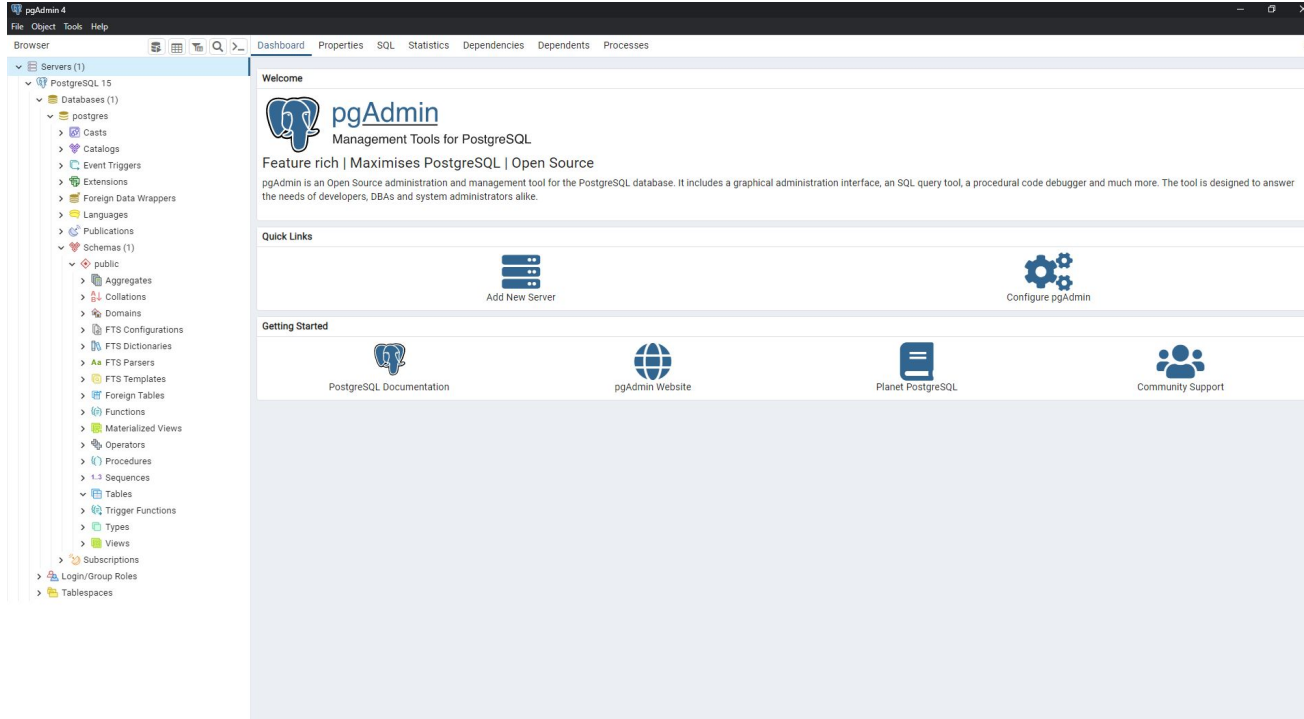 pgAdmin 4
File Object Tools Help
Browser
Dashboard Properties SQL Statistics Dependencies Dependents Processes
Servers (1)
PostgreSQL 15
Databases (1)
postgres
Casts
Catalogs
Event Triggers
Extensions
Foreign Data Wrappers
Languages
Publications
Schemas (1)
public
Aggregates
Collations
Domains
FTS Configurations
FTS Dictionaries
Aa FTS Parsers
FTS Templates
Foreign Tables
Functions
Materialized Views
Operators
Procedures
1..3 Sequences
Tables
Trigger Functions
Types
Views
Subscriptions
Login/Group Roles
Tablespaces
Welcome
pgAdmin
Management Tools for PostgreSQL
Feature rich | Maximises PostgreSQL | Open Source
pgAdmin is an Open Source administration and management tool for the PostgreSQL database. It includes a graphical administration interface, an SQL query tool, a procedural code debugger and much more. The tool is designed to answer
the needs of developers, DBAs and system administrators alike.
Quick Links
Add New Server
Configure pgAdmin
Getting Started
PostgreSQL Documentation
pgAdmin Website
Planet PostgreSQL
Community Support